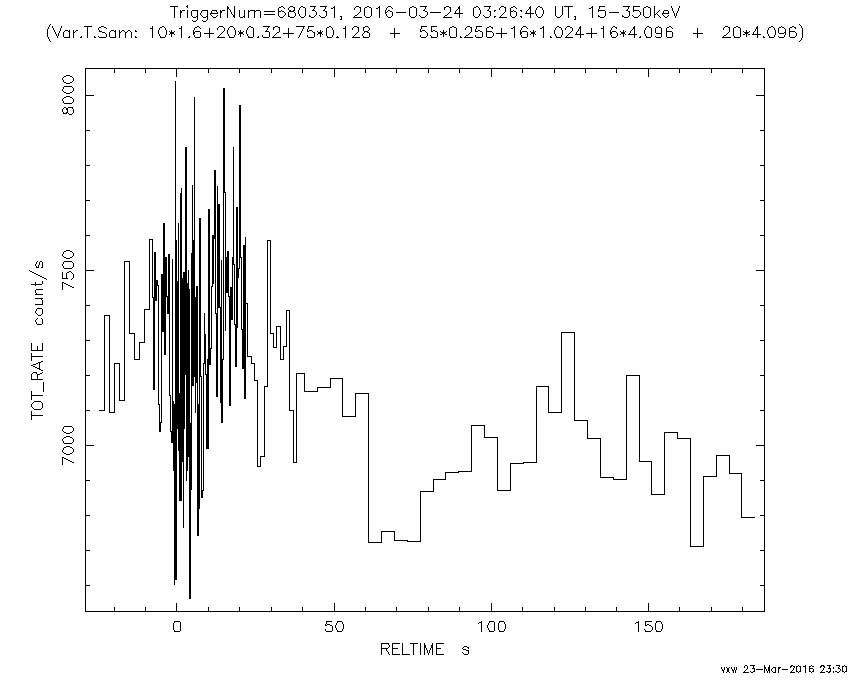 TriggerNum=680331, 2016-03-24 03:26:40 UT, 15-350keV
(Var.T.Sam: 10*1.6+20*0.32+75*0.128 + 55*0.256+16*1.024+16*4.096 + 20*4.096)
8000
7500
7000
TOT_RATE count/s
0 50 100 150
RELTIME s
vxw 23-Mar-2016 23:30